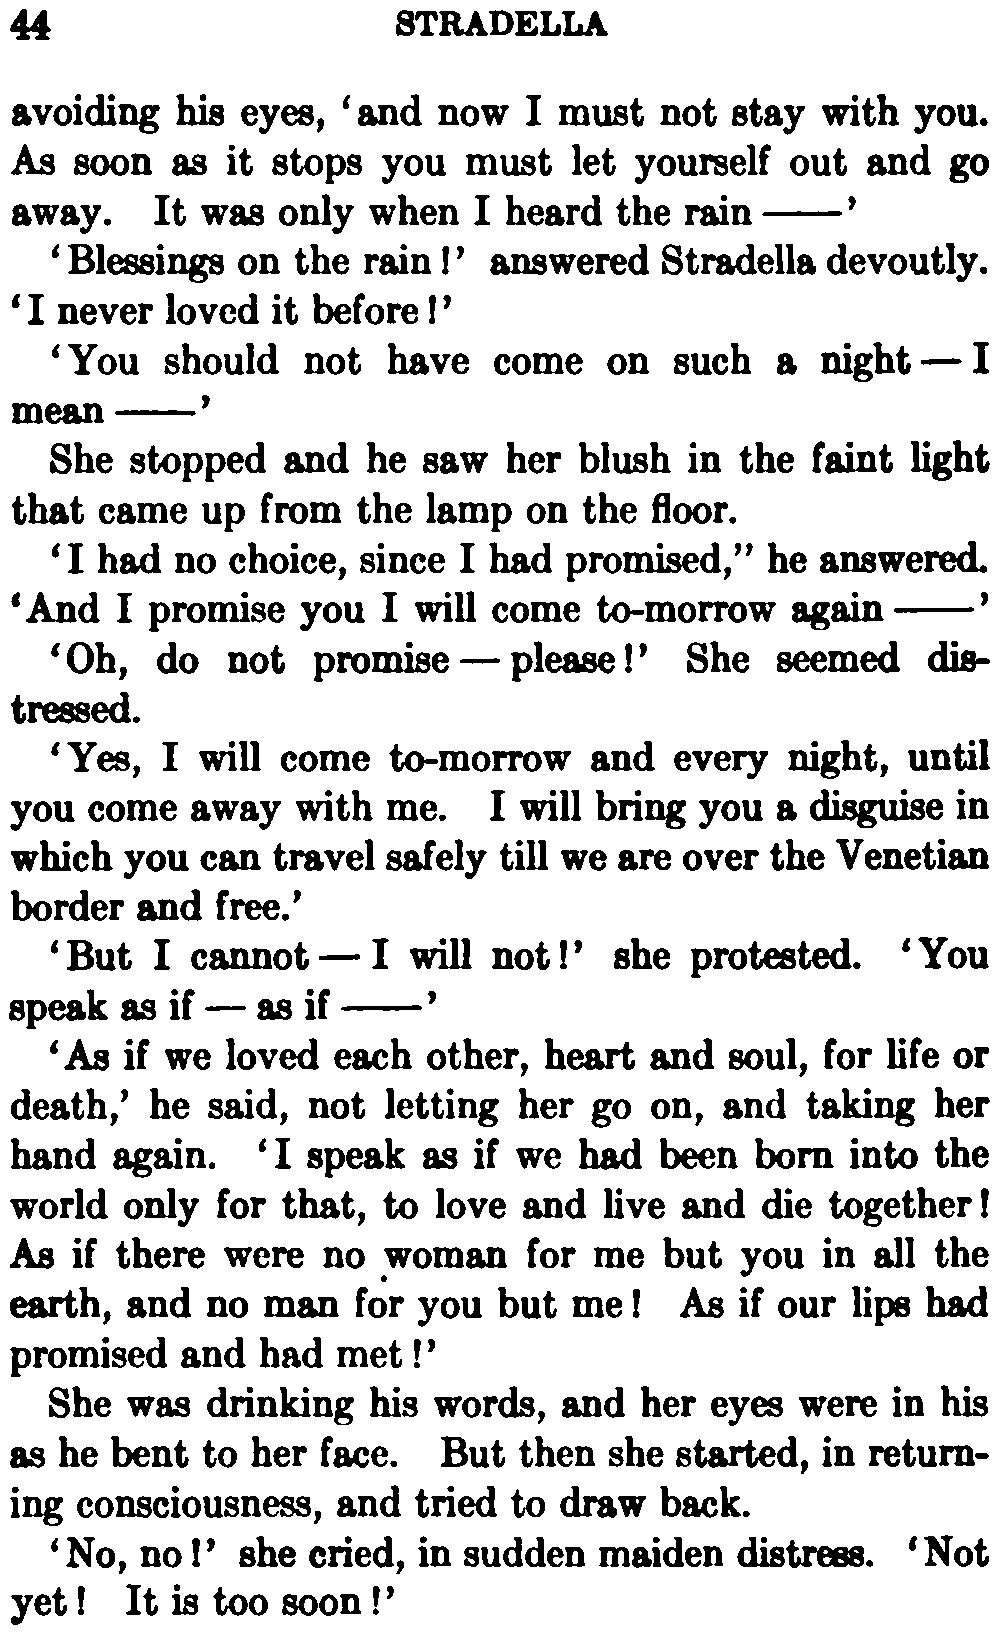 44 STRADELLA
avoiding his eyes, ‘and now I must not stay with you.
As soon as it stops you must let yourself out and go
away. It was only when I heard the rain ——’
‘Blessings on the rain!’ answered Stradella devoutly.
‘I never loved it before!’
‘You should not have come on such a night — I
mean ——’
She stopped and he saw her blush in the faint light
that came up from the lamp on the floor.
‘I had no choice, since I had promised,” he answered.
‘And I promise you I will come to-morrow again ——’
‘Oh, do not promise — please!’ She seemed dis-
tressed.
‘Yes, I will come to-morrow and every night, until
you come away with me. I will bring you a disguise in
which you can travel safely till we are over the Venetian
border and free.’
‘But I cannot — I will not!’ she protested. ‘You
speak as if — as if ——’
‘As if we loved each other, heart and soul, for life or
death,’ he said, not letting her go on, and taking her
hand again. ‘I speak as if we had been born into the
world only for that, to love and live and die together!
As if there were no woman for me but you in all the
earth, and no man for you but me! As if our lips had
promised and had met!’
She was drinking his words, and her eyes were in his
as he bent to her face. But then she started, in return-
ing consciousness, and tried to draw back.
‘No, no!’ she cried, in sudden maiden distress. ‘Not
yet! It is too soon!’